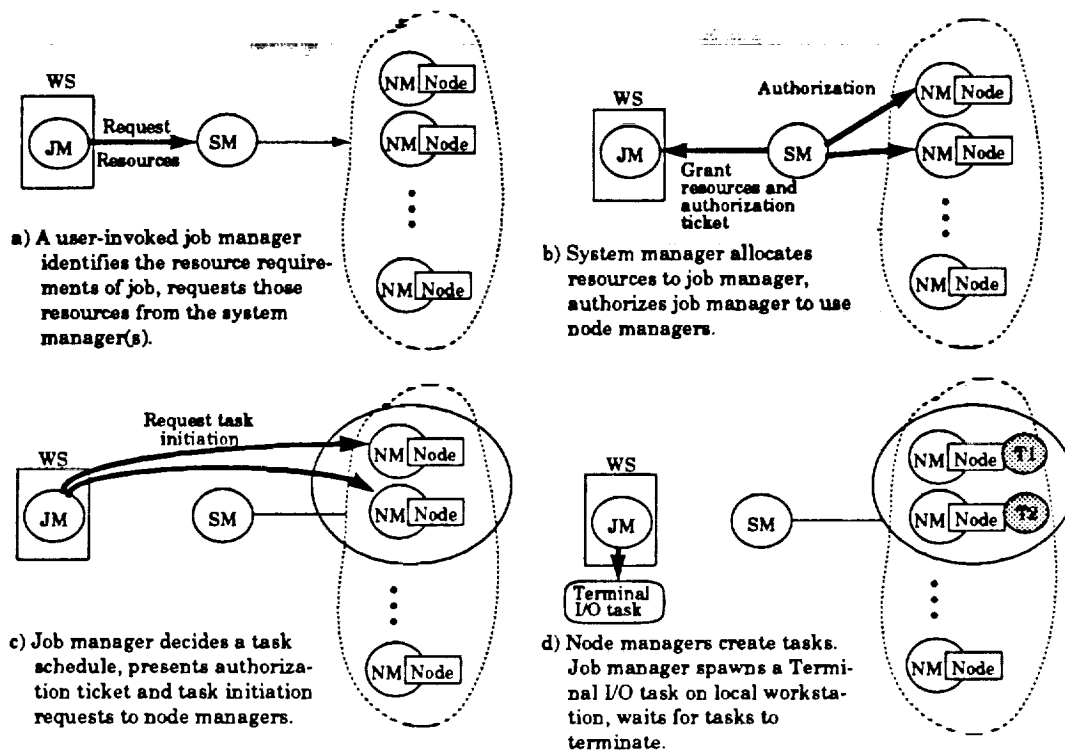 WS
JM
Request
Resources
SM
NM Node
NM Node
NM Node
a) A user-invoked job manager
identifies the resource require-
ments of job, requests those
resources from the system
manager(s).
WS
JM
Authorization
SM
Grant
resources and
authorization
ticket
NM Node
NM Node
NM Node
b) System manager allocates
resources to job manager,
authorizes job manager to use
node managers.
Request task
initiation
WS
JM
SM
NM Node
NM Node
NM Node
c) Job manager decides a task
schedule, presents authoriza-
tion ticket and task initiation
requests to node managers.
WS
JM
Terminal
I/O task
SM
NM Node T1
NM Node T2
NM Node
d) Node managers create tasks.
Job manager spawns a Termi-
nal I/O task on local worksta-
tion, waits for tasks to
terminate.